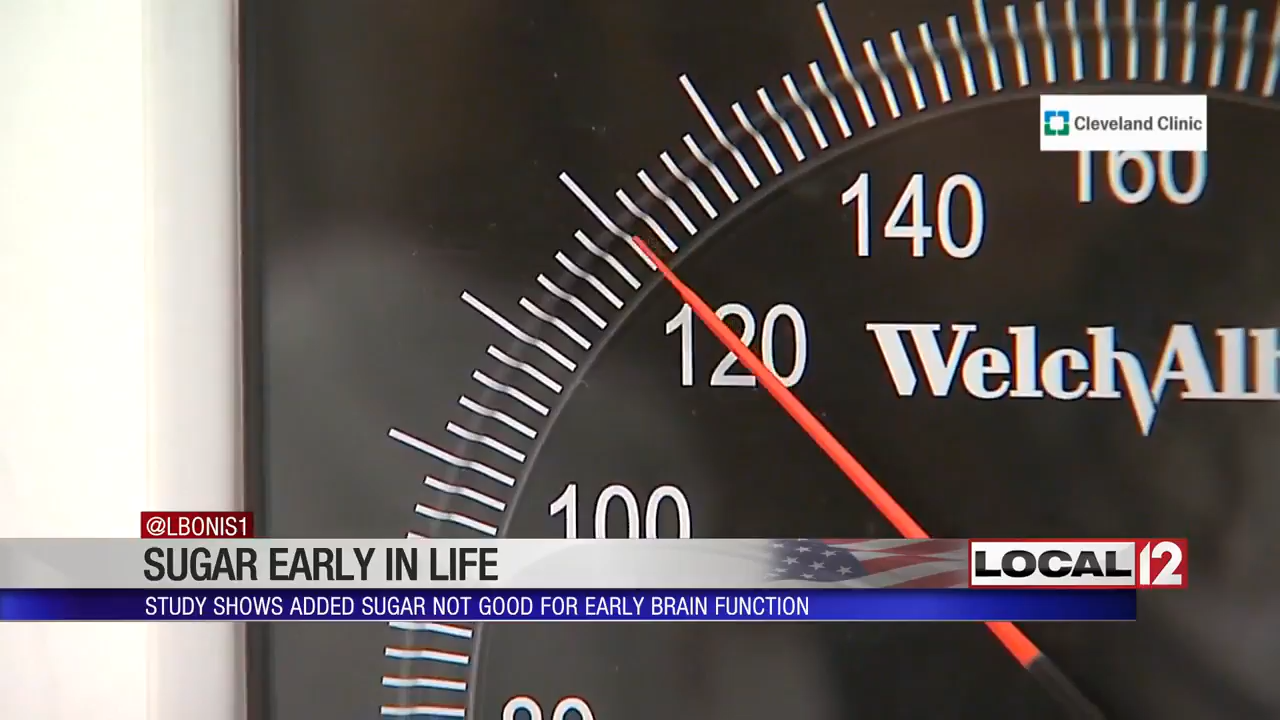 Cleveland Clinic
160
140
120
WelchAll
100
@LBONIS1
SUGAR EARLY IN LIFE
LOCAL 12
STUDY SHOWS ADDED SUGAR NOT GOOD FOR EARLY BRAIN FUNCTION
80